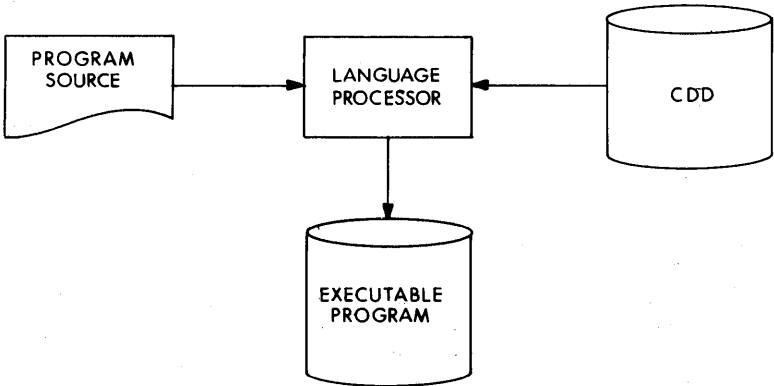 PROGRAM
SOURCE
LANGUAGE
PROCESSOR
CDD
EXECUTABLE
PROGRAM